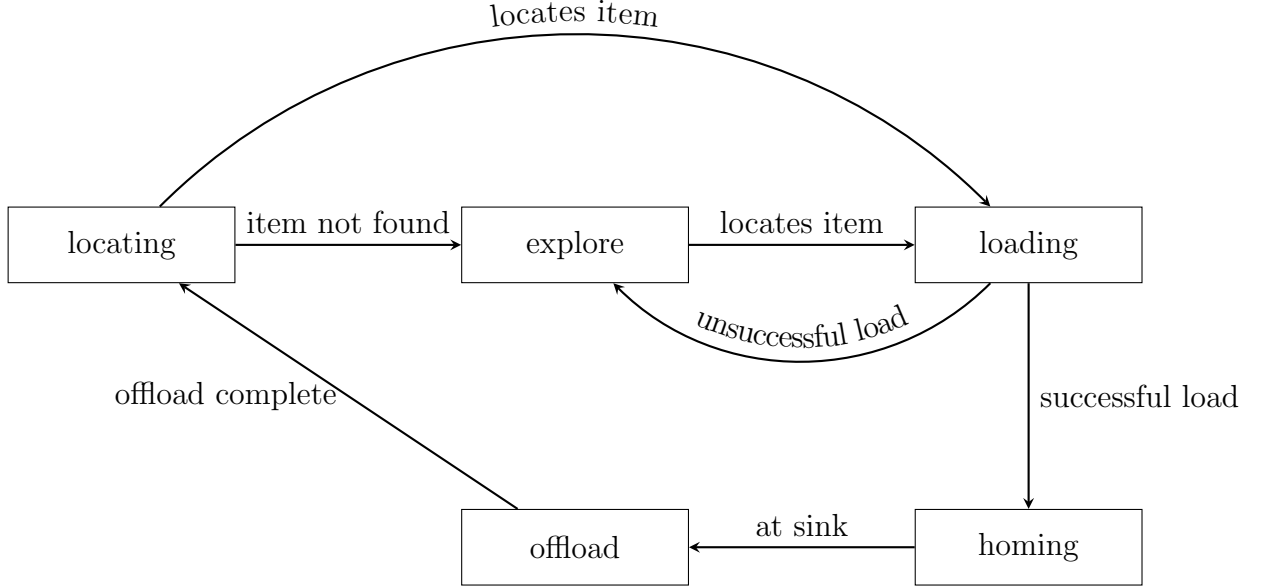 locates item
locating
item not found
explore
locates item
loading
unsuccessful load
offload complete
successful load
offload
at sink
homing